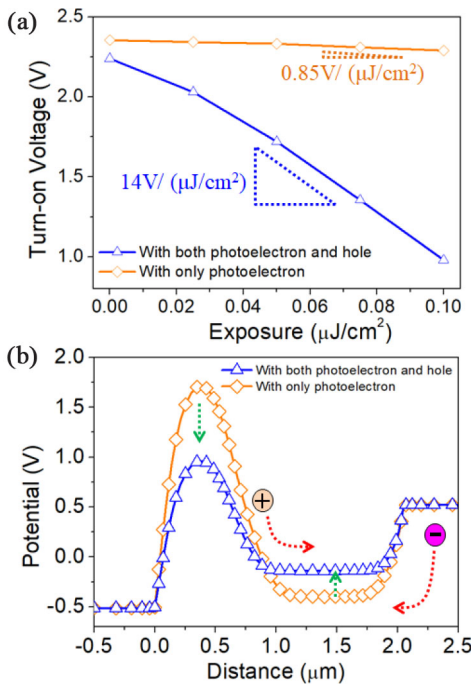 (a)
2.5
2.0
1.5
1.0
Turn-on Voltage (V)
0.85V/ (μJ/cm²)
14V/ (μJ/cm²)
With both photoelectron and hole
With only photoelectron
0.00 0.02 0.04 0.06 0.08 0.10
Exposure (μJ/cm²)
(b)
2.0
1.5
1.0
0.5
0.0
-0.5
Potential (V)
With both photoelectron and hole
With only photoelectron
+
-
-0.5 0.0 0.5 1.0 1.5 2.0 2.5
Distance (μm)